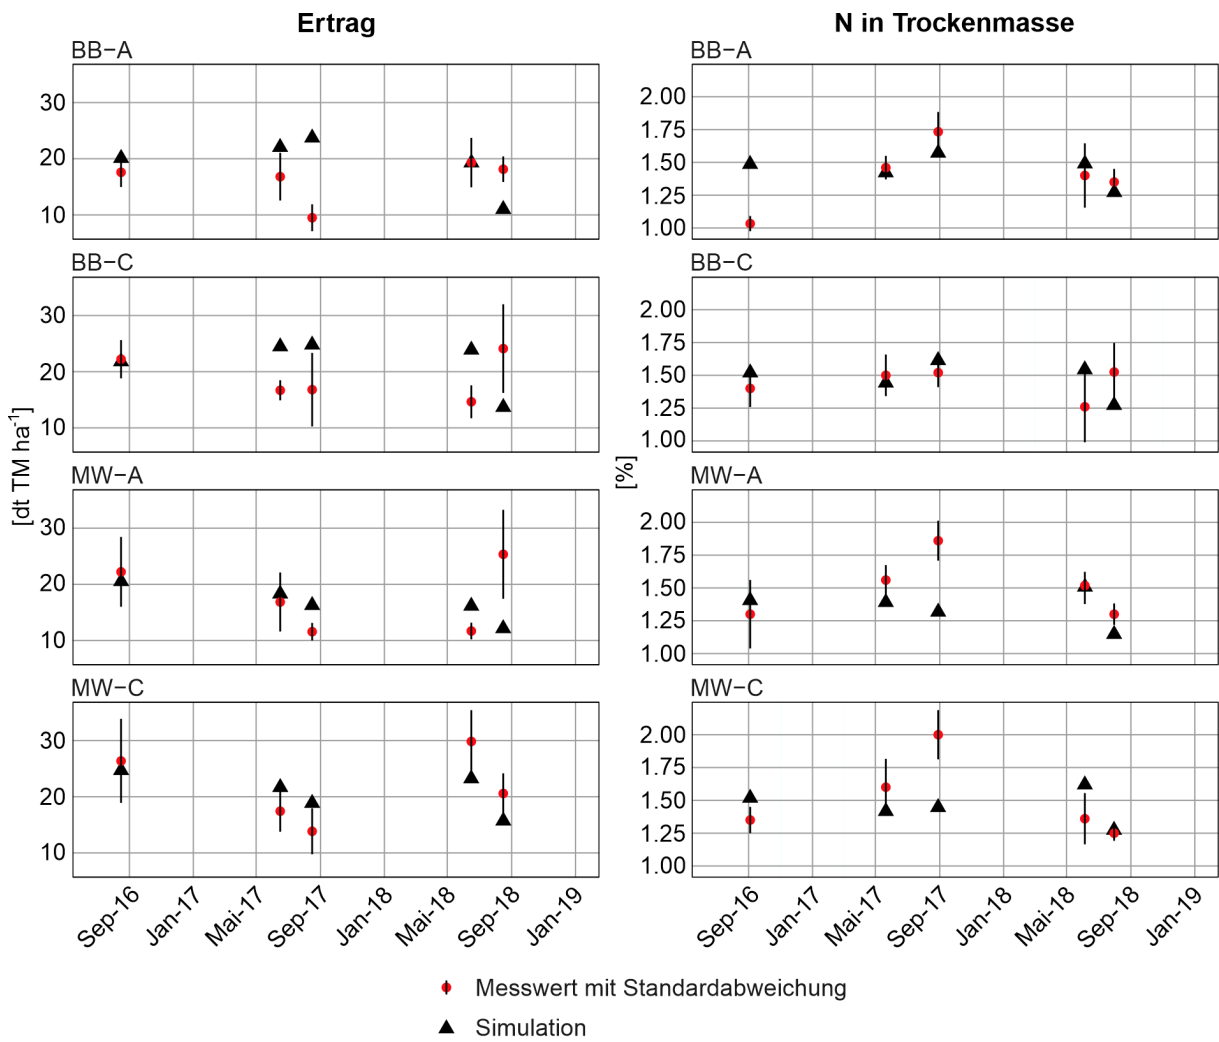 Ertrag
N in Trockenmasse
BB−A
BB−A
30
20
10
2.00
1.75
1.50
1.25
1.00
BB−C
BB−C
30
20
10
2.00
1.75
1.50
1.25
1.00
[dt TM ha-1]
[%]
MW−A
MW−A
30
20
10
2.00
1.75
1.50
1.25
1.00
MW−C
MW−C
30
20
10
2.00
1.75
1.50
1.25
1.00
Sep-16 Jan-17 Mai-17 Sep-17 Jan-18 Mai-18 Sep-18 Jan-19
Sep-16 Jan-17 Mai-17 Sep-17 Jan-18 Mai-18 Sep-18 Jan-19
Messwert mit Standardabweichung
Simulation